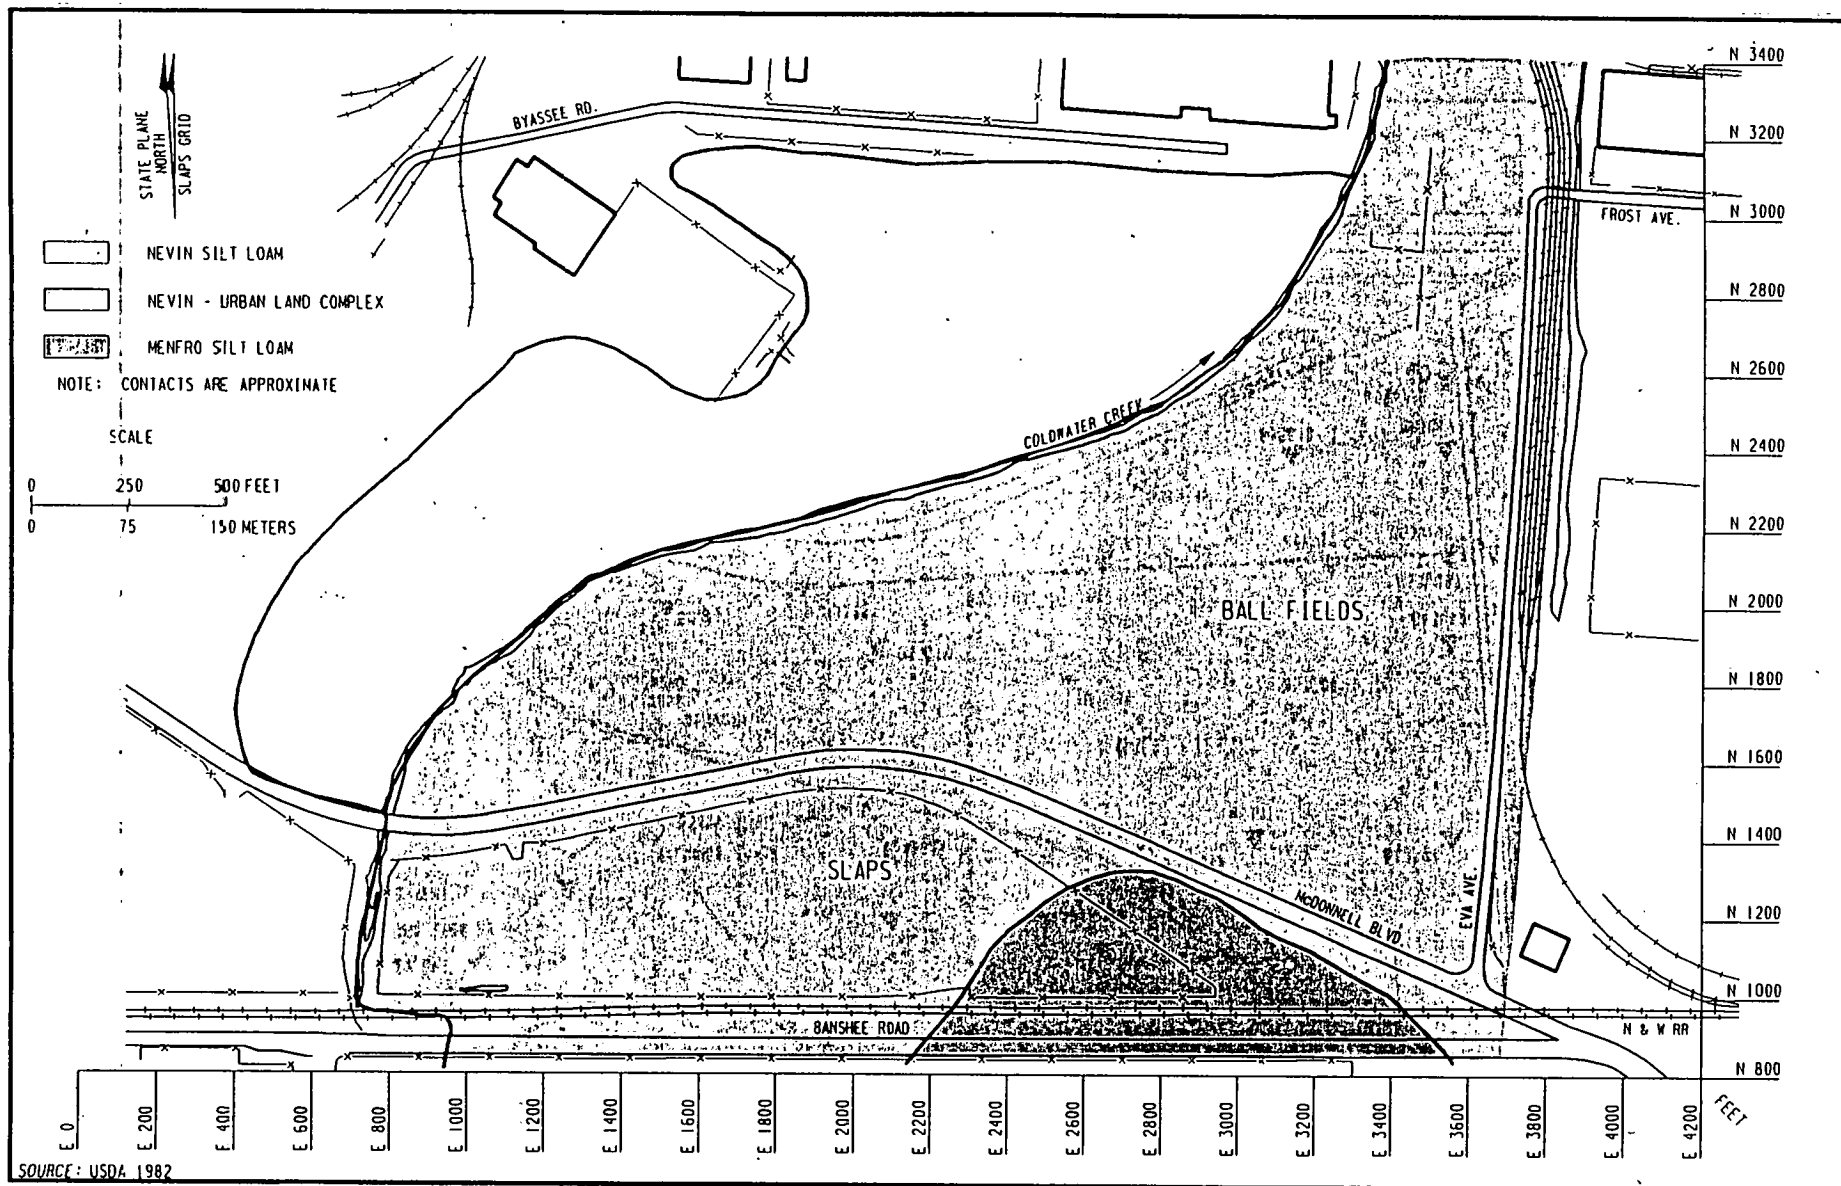 STATE PLANE
NORTH
SLAPS GRID
NEVIN SILT LOAM
NEVIN - URBAN LAND COMPLEX
MENFRO SILT LOAM
NOTE: CONTACTS ARE APPROXIMATE
SCALE
0 250 500 FEET
0 75 150 METERS
BYASSEE RD.
COLDWATER CREEK
FROST AVE.
BALL FIELDS
SLAPS
McDONNELL BLVD
EVA AVE.
BANSHEE ROAD
N & W RR
N 3400
N 3200
N 3000
N 2800
N 2600
N 2400
N 2200
N 2000
N 1800
N 1600
N 1400
N 1200
N 1000
N 800
FEET
E 0
E 200
E 400
E 600
E 800
E 1000
E 1200
E 1400
E 1600
E 1800
E 2000
E 2200
E 2400
E 2600
E 2800
E 3000
E 3200
E 3400
E 3600
E 3800
E 4000
E 4200
SOURCE: USDA 1982